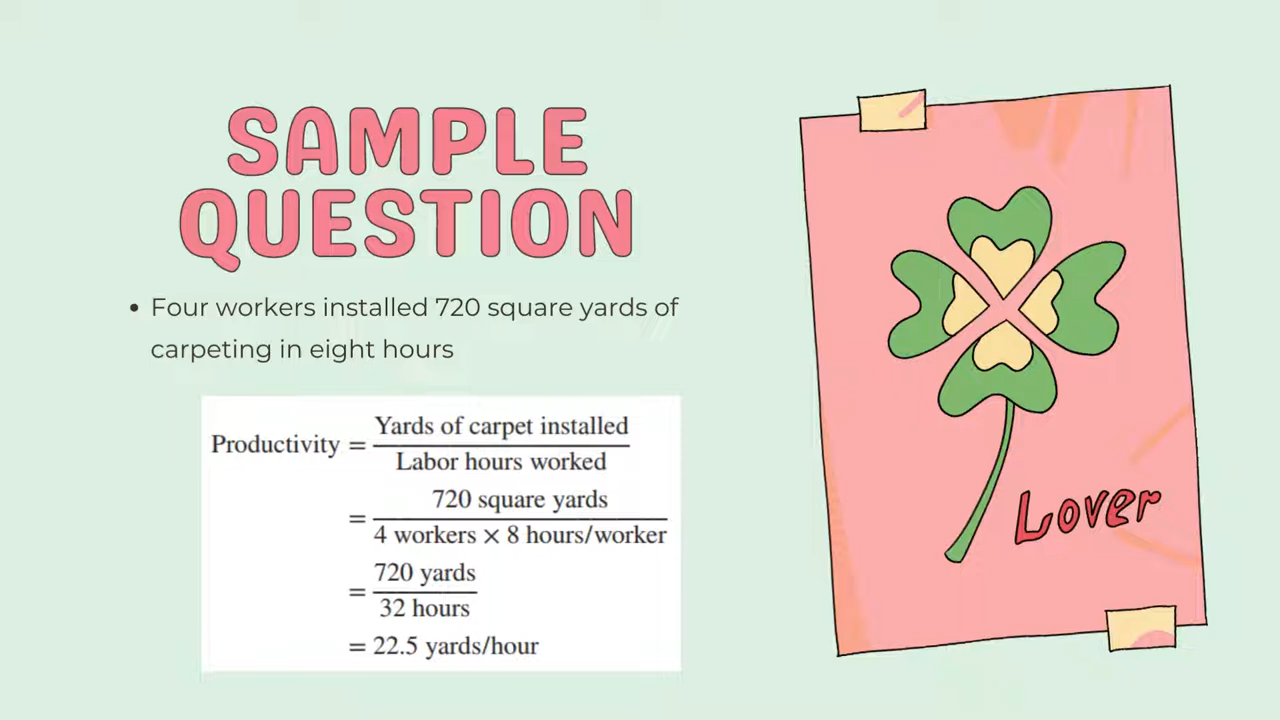 SAMPLE
QUESTION
• Four workers installed 720 square yards of
carpeting in eight hours
Productivity = Yards of carpet installed
Labor hours worked
= 720 square yards
4 workers × 8 hours/worker
= 720 yards
32 hours
= 22.5 yards/hour
Lover